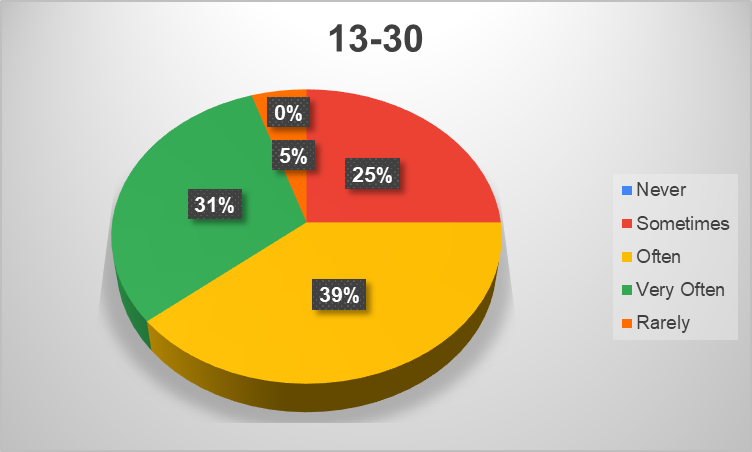 13-30
0%
5%
25%
31%
39%
Never
Sometimes
Often
Very Often
Rarely